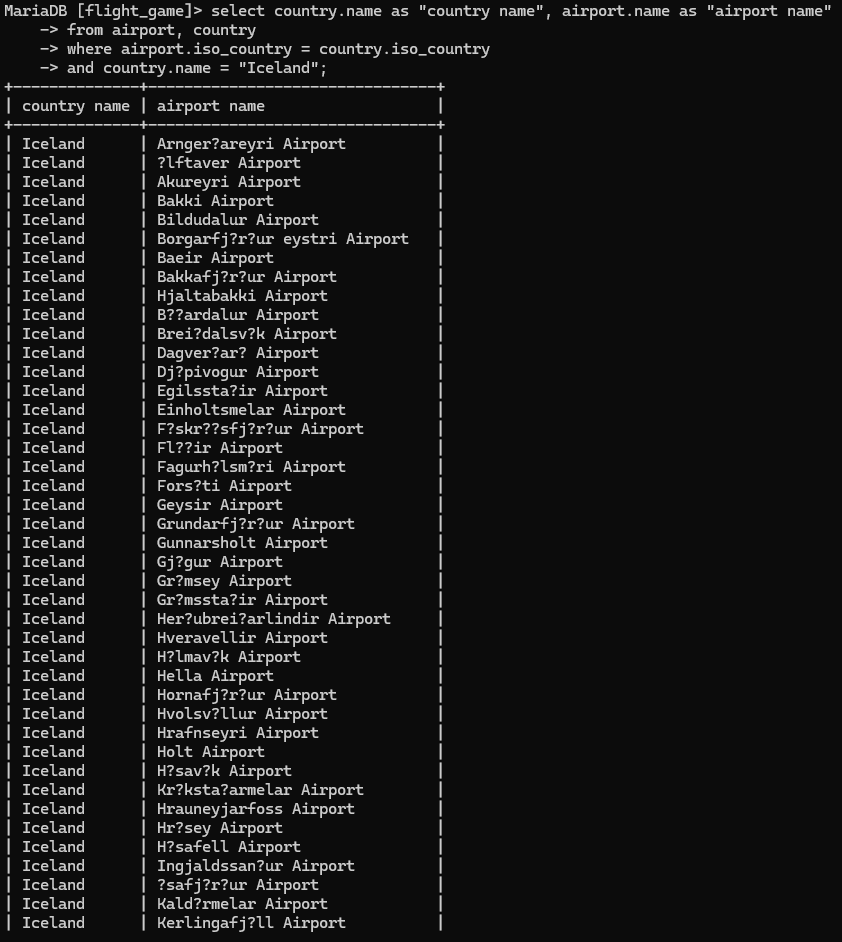 MariaDB [flight_game]> select country.name as "country name", airport.name as "airport name"
    -> from airport, country
    -> where airport.iso_country = country.iso_country
    -> and country.name = "Iceland";
+--------------+--------------------------------+
| country name | airport name                   |
+--------------+--------------------------------+
| Iceland      | Arnger?areyri Airport          |
| Iceland      | ?lftaver Airport               |
| Iceland      | Akureyri Airport               |
| Iceland      | Bakki Airport                  |
| Iceland      | Bildudalur Airport             |
| Iceland      | Borgarfj?r?ur eystri Airport   |
| Iceland      | Baeir Airport                  |
| Iceland      | Bakkafj?r?ur Airport           |
| Iceland      | Hjaltabakki Airport            |
| Iceland      | B??ardalur Airport             |
| Iceland      | Brei?dalsv?k Airport           |
| Iceland      | Dagver?ar? Airport             |
| Iceland      | Dj?pivogur Airport             |
| Iceland      | Egilssta?ir Airport            |
| Iceland      | Einholtsmelar Airport          |
| Iceland      | F?skr??sfj?r?ur Airport        |
| Iceland      | Fl??ir Airport                 |
| Iceland      | Fagurh?lsm?ri Airport          |
| Iceland      | Fors?ti Airport                |
| Iceland      | Geysir Airport                 |
| Iceland      | Grundarfj?r?ur Airport         |
| Iceland      | Gunnarsholt Airport            |
| Iceland      | Gj?gur Airport                 |
| Iceland      | Gr?msey Airport                |
| Iceland      | Gr?mssta?ir Airport            |
| Iceland      | Her?ubrei?arlindir Airport     |
| Iceland      | Hveravellir Airport            |
| Iceland      | H?lmav?k Airport               |
| Iceland      | Hella Airport                  |
| Iceland      | Hornafj?r?ur Airport           |
| Iceland      | Hvolsv?llur Airport            |
| Iceland      | Hrafnseyri Airport             |
| Iceland      | Holt Airport                   |
| Iceland      | H?sav?k Airport                |
| Iceland      | Kr?ksta?armelar Airport        |
| Iceland      | Hrauneyjarfoss Airport         |
| Iceland      | Hr?sey Airport                 |
| Iceland      | H?safell Airport               |
| Iceland      | Ingjaldssan?ur Airport         |
| Iceland      | ?safj?r?ur Airport             |
| Iceland      | Kald?rmelar Airport            |
| Iceland      | Kerlingafj?ll Airport          |